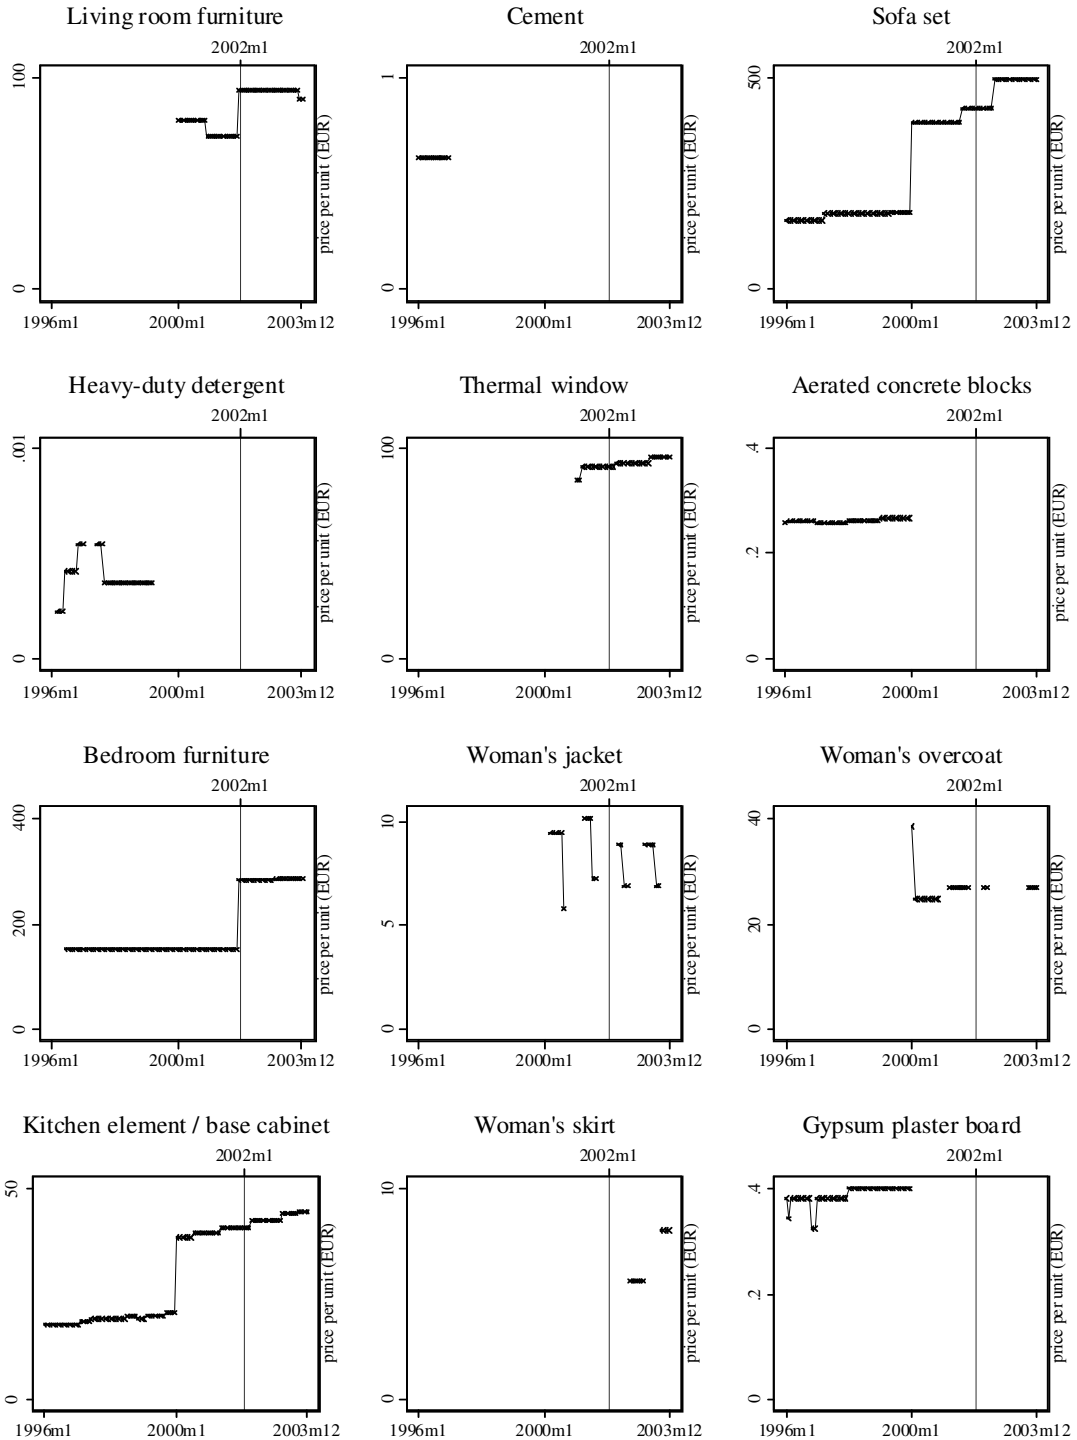 Living room furniture
2002m1
100
0
price per unit (EUR)
1996m1 2000m1 2003m12
Cement
2002m1
1
0
price per unit (EUR)
1996m1 2000m1 2003m12
Sofa set
2002m1
500
0
price per unit (EUR)
1996m1 2000m1 2003m12
Heavy-duty detergent
2002m1
.001
0
price per unit (EUR)
1996m1 2000m1 2003m12
Thermal window
2002m1
100
0
price per unit (EUR)
1996m1 2000m1 2003m12
Aerated concrete blocks
2002m1
.4
.2
0
price per unit (EUR)
1996m1 2000m1 2003m12
Bedroom furniture
2002m1
400
200
0
price per unit (EUR)
1996m1 2000m1 2003m12
Woman's jacket
2002m1
10
5
0
price per unit (EUR)
1996m1 2000m1 2003m12
Woman's overcoat
2002m1
40
20
0
price per unit (EUR)
1996m1 2000m1 2003m12
Kitchen element / base cabinet
2002m1
50
0
price per unit (EUR)
1996m1 2000m1 2003m12
Woman's skirt
2002m1
10
0
price per unit (EUR)
1996m1 2000m1 2003m12
Gypsum plaster board
2002m1
.4
.2
0
price per unit (EUR)
1996m1 2000m1 2003m12